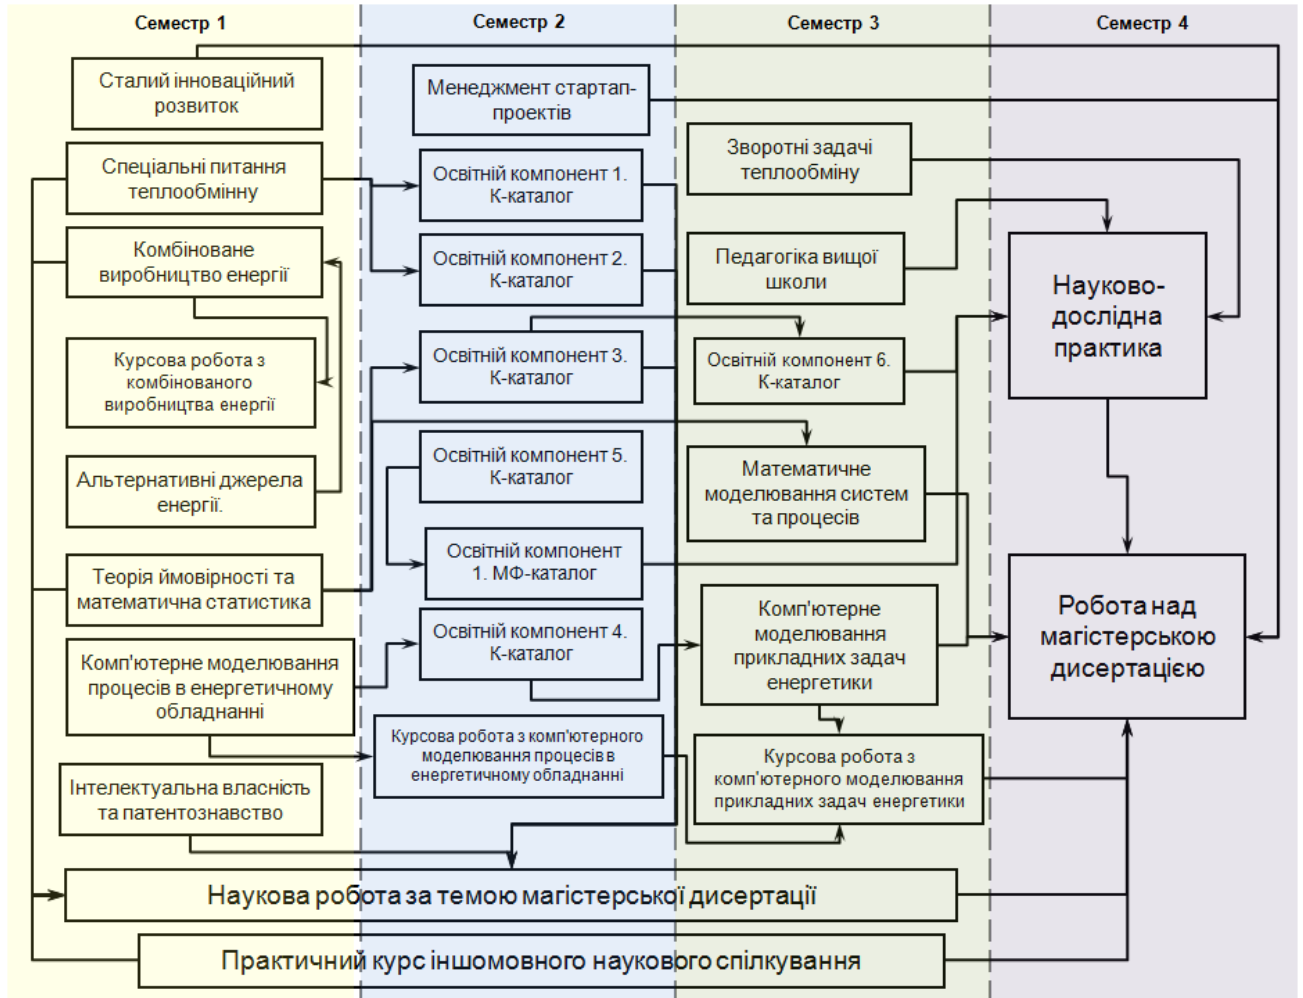 Семестр 1
Семестр 2
Семестр 3
Семестр 4
Сталий інноваційний
розвиток
Спеціальні питання
теплообмінну
Комбіноване
виробництво енергії
Курсова робота з
комбінованого
виробництва енергії
Альтернативні джерела
енергії.
Теорія ймовірності та
математична статистика
Комп'ютерне моделювання
процесів в енергетичному
обладнанні
Інтелектуальна власність
та патентознавство
Менеджмент стартап-
проектів
Освітній компонент 1.
К-каталог
Освітній компонент 2.
К-каталог
Освітній компонент 3.
К-каталог
Освітній компонент 5.
К-каталог
Освітній компонент
1. МФ-каталог
Освітній компонент 4.
К-каталог
Курсова робота з комп'ютерного
моделювання процесів в
енергетичному обладнанні
Зворотні задачі
теплообміну
Педагогіка вищої
школи
Освітній компонент 6.
К-каталог
Математичне
моделювання систем
та процесів
Комп'ютерне
моделювання
прикладних задач
енергетики
Курсова робота з
комп'ютерного моделювання
прикладних задач енергетики
Науково-
дослідна
практика
Робота над
магістерською
дисертацією
Наукова робота за темою магістерської дисертації
Практичний курс іншомовного наукового спілкування